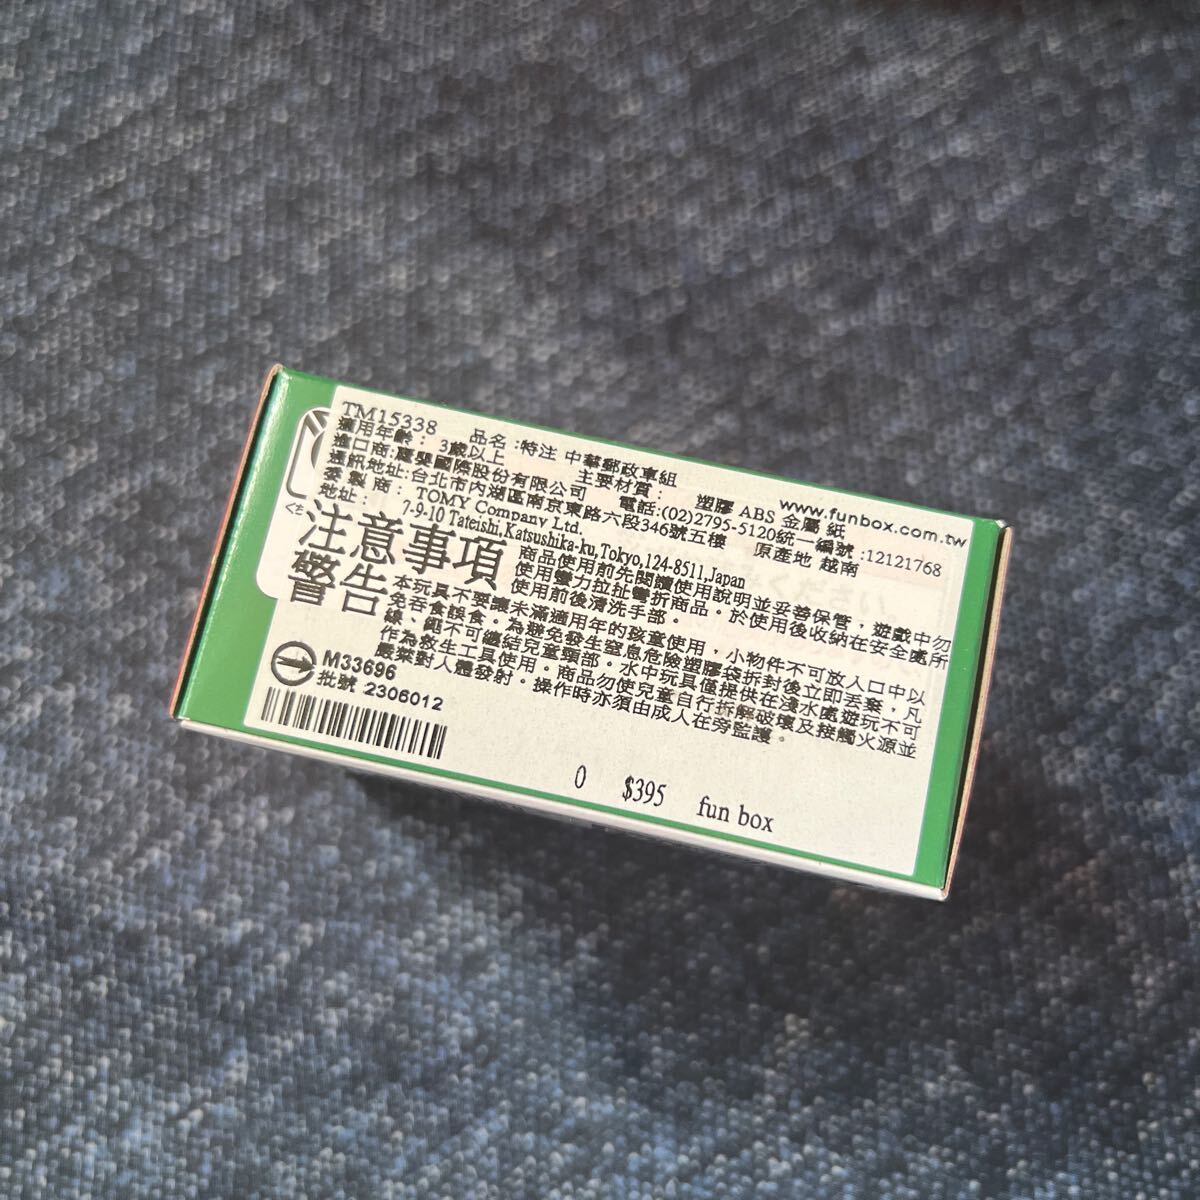 TM15338 品名：特注 中華郵政車組
適用年齡： 3歲以上 主要材質： 塑膠 ABS 金屬 紙 www.funbox.com.tw
進口商:麗嬰國際股份有限公司 電話:(02)2795-5120統一編號:12121768
通訊地址:台北市內湖區南京東路六段346號五樓 原產地 越南
委 製 商： TOMY Company Ltd.
地址： 7-9-10 Tateishi,Katsushika-ku,Tokyo,124-8511,Japan
注意事項 商品使用前先閱讀使用說明並妥善保管，遊戲中勿
使用彎力拉扯彎折商品。於使用後收納在安全處所
使用前後清洗手部。
警告 本玩具不要讓未滿適用年的孩童使用，小物件不可放入口中以
免吞食誤食。為避免發生窒息危險塑膠袋拆封後立即丟棄，凡
線、繩不可纏結兒童頸部。水中玩具僅提供在淺水處遊玩不可
作為救生工具使用。商品勿使兒童自行拆解破壞及接觸火源並
嚴禁對人體發射。操作時亦須由成人在旁監護。
M33696
批號 2306012
0 $395 fun box